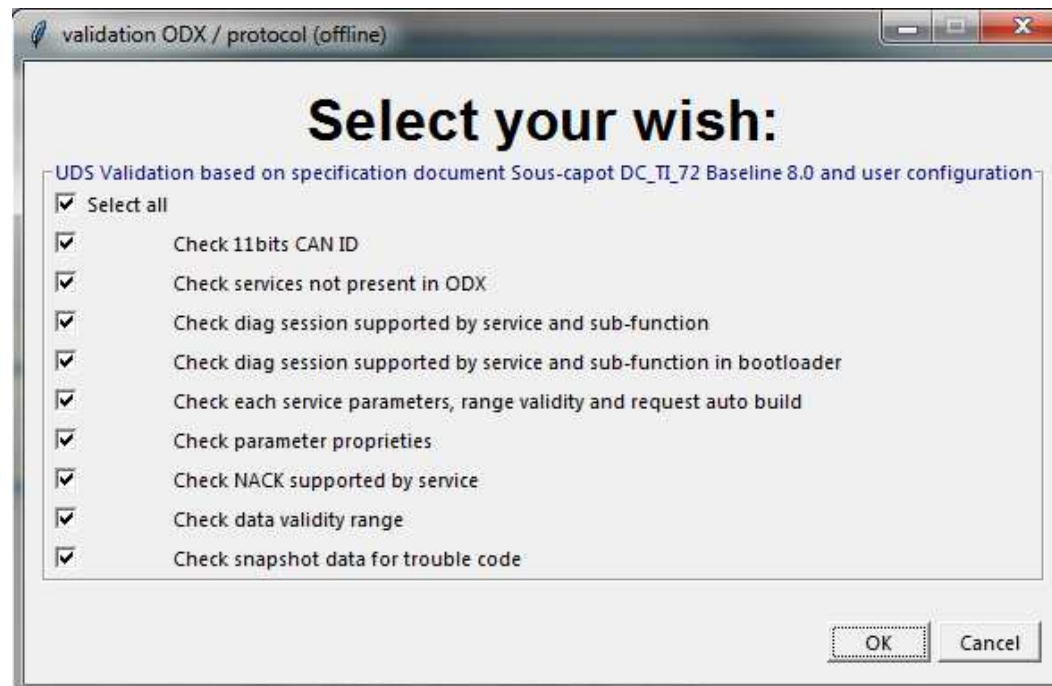 validation ODX / protocol (offline)
Select your wish:
UDS Validation based on specification document Sous-capot DC_TI_72 Baseline 8.0 and user configuration
Select all
Check 11bits CAN ID
Check services not present in ODX
Check diag session supported by service and sub-function
Check diag session supported by service and sub-function in bootloader
Check each service parameters, range validity and request auto build
Check parameter proprieties
Check NACK supported by service
Check data validity range
Check snapshot data for trouble code
OK Cancel